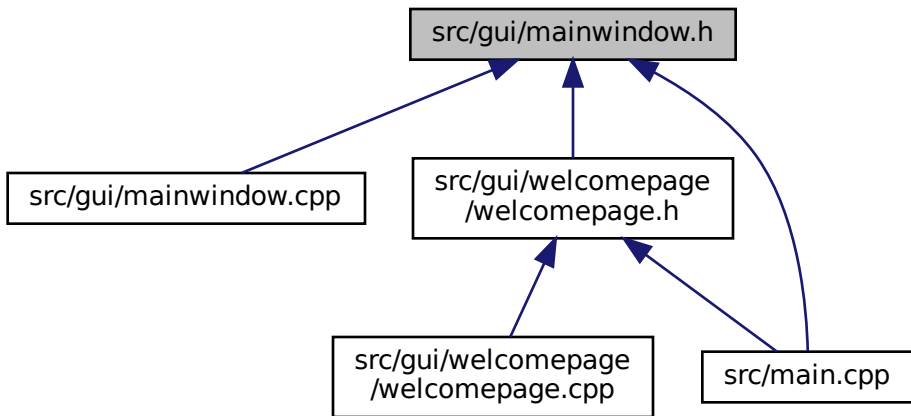 src/gui/mainwindow.h
src/gui/mainwindow.cpp
src/gui/welcomepage
/welcomepage.h
src/gui/welcomepage
/welcomepage.cpp
src/main.cpp